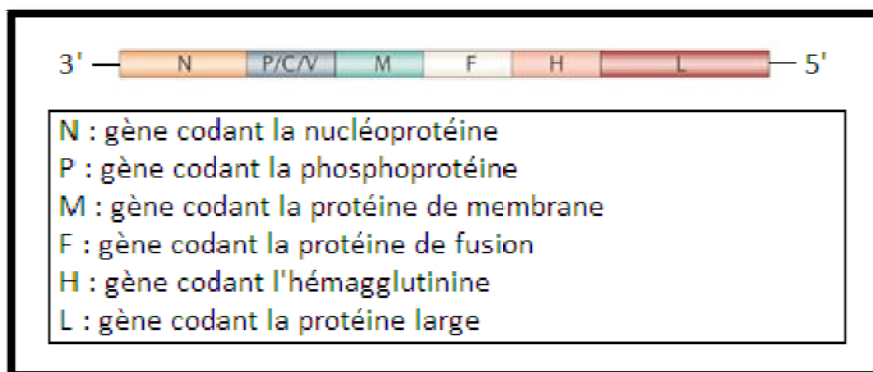 3' N P/C/V M F H L 5'
N : gène codant la nucléoprotéine
P : gène codant la phosphoprotéine
M : gène codant la protéine de membrane
F : gène codant la protéine de fusion
H : gène codant l'hémagglutinine
L : gène codant la protéine large